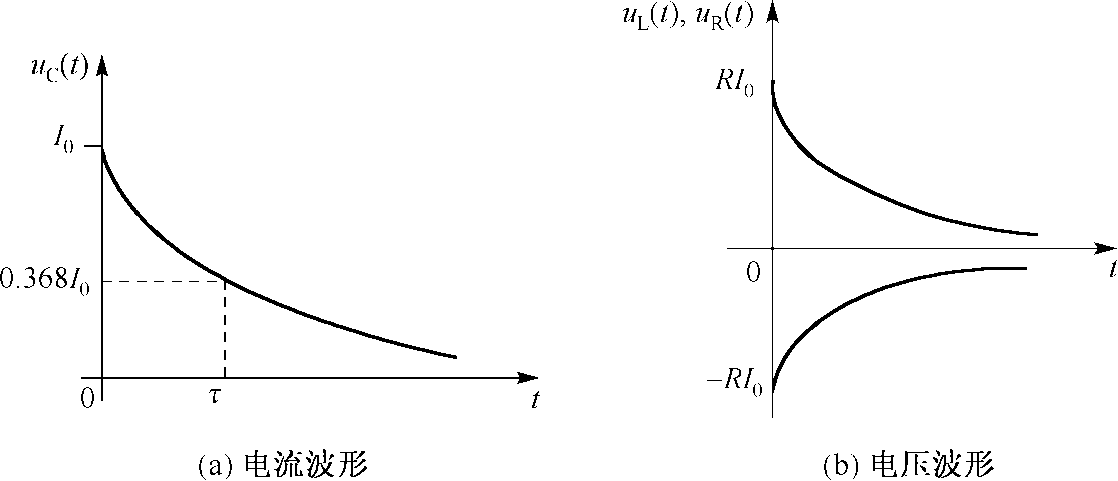 u_C(t)
I_0
0.368I_0
0
τ
t
(a) 电流波形
u_L(t), u_R(t)
RI_0
0
t
−RI_0
(b) 电压波形